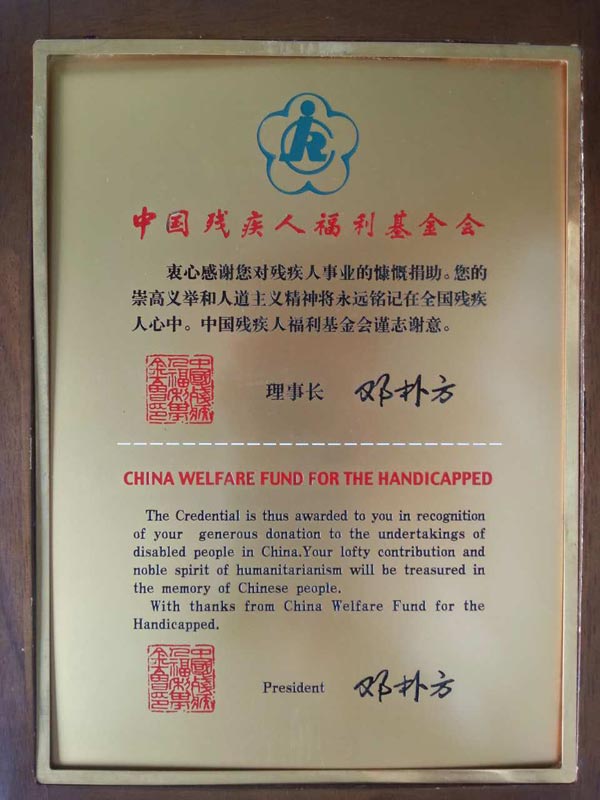 中国残疾人福利基金会
衷心感谢您对残疾人事业的慷慨捐助。您的
崇高义举和人道主义精神将永远铭记在全国残疾
人心中。中国残疾人福利基金会谨志谢意。
理事长 邓朴方
CHINA WELFARE FUND FOR THE HANDICAPPED
The Credential is thus awarded to you in recognition
of your generous donation to the undertakings of
disabled people in China.Your lofty contribution and
noble spirit of humanitarianism will be treasured in
the memory of Chinese people.
With thanks from China Welfare Fund for the
Handicapped.
President 邓朴方